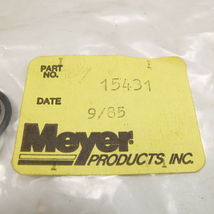 PART NO. 15431
DATE 9/85
Meyer
PRODUCTS, INC.